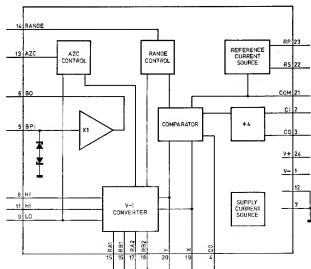 14 RANGE
13 AZC
6 BO
5 BPI
8 HI
11 HI
9 LO
AZC
CONTROL
RANGE
CONTROL
REFERENCE
CURRENT
SOURCE
X1
COMPARATOR
÷4
V-I
CONVERTER
SUPPLY
CURRENT
SOURCE
RP 23
RS 22
COM 21
CI 2
CO 3
V+ 24
V- 1
12
7
RA1
RB1
RA2
RB2
Y
X
DO
15
15
17
18
20
19
4